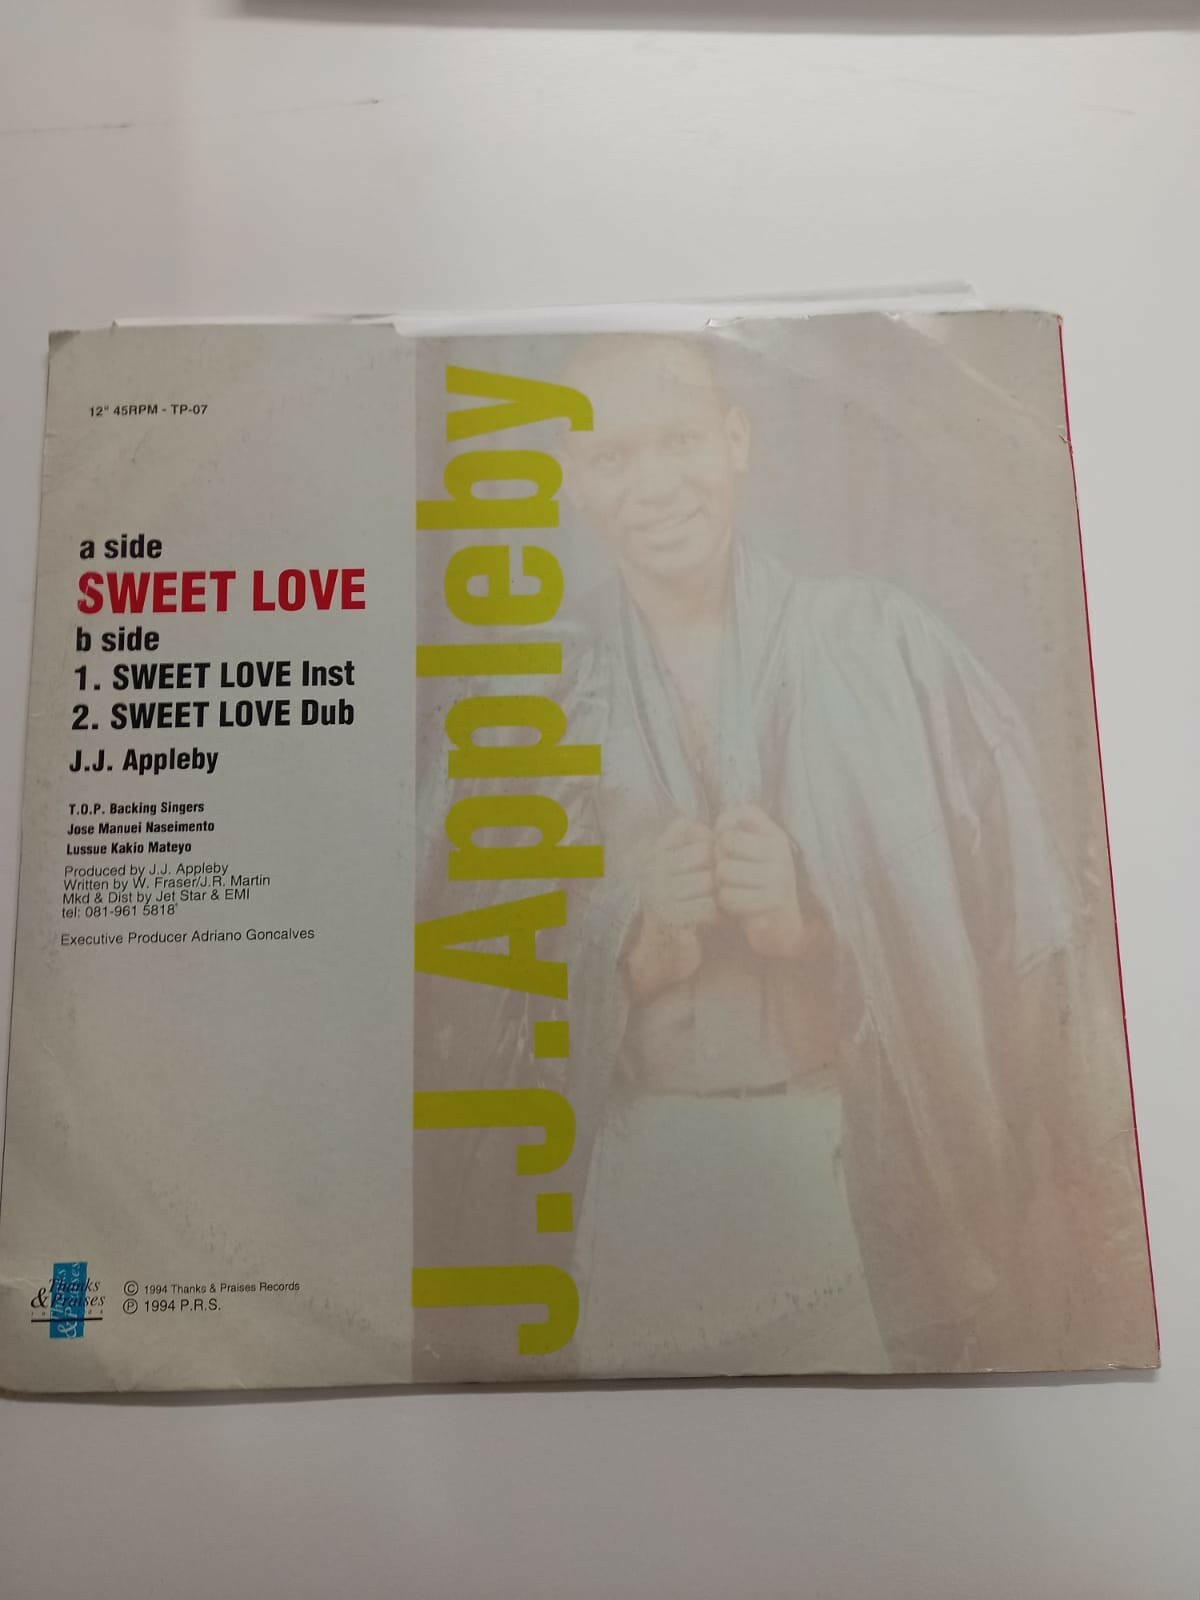 12" 45RPM - TP-07
a side
SWEET LOVE
b side
1. SWEET LOVE Inst
2. SWEET LOVE Dub
J.J. Appleby
T.O.P. Backing Singers
Jose Manuei Naseimento
Lussue Kakio Mateyo
Produced by J.J. Appleby
Written by W. Fraser/J.R. Martin
Mkd & Dist by Jet Star & EMI
tel: 081-961 5818
Executive Producer Adriano Goncalves
J.J.Appleby
Thanks
& Praises
Thanks
& Praises
© 1994 Thanks & Praises Records
℗ 1994 P.R.S.